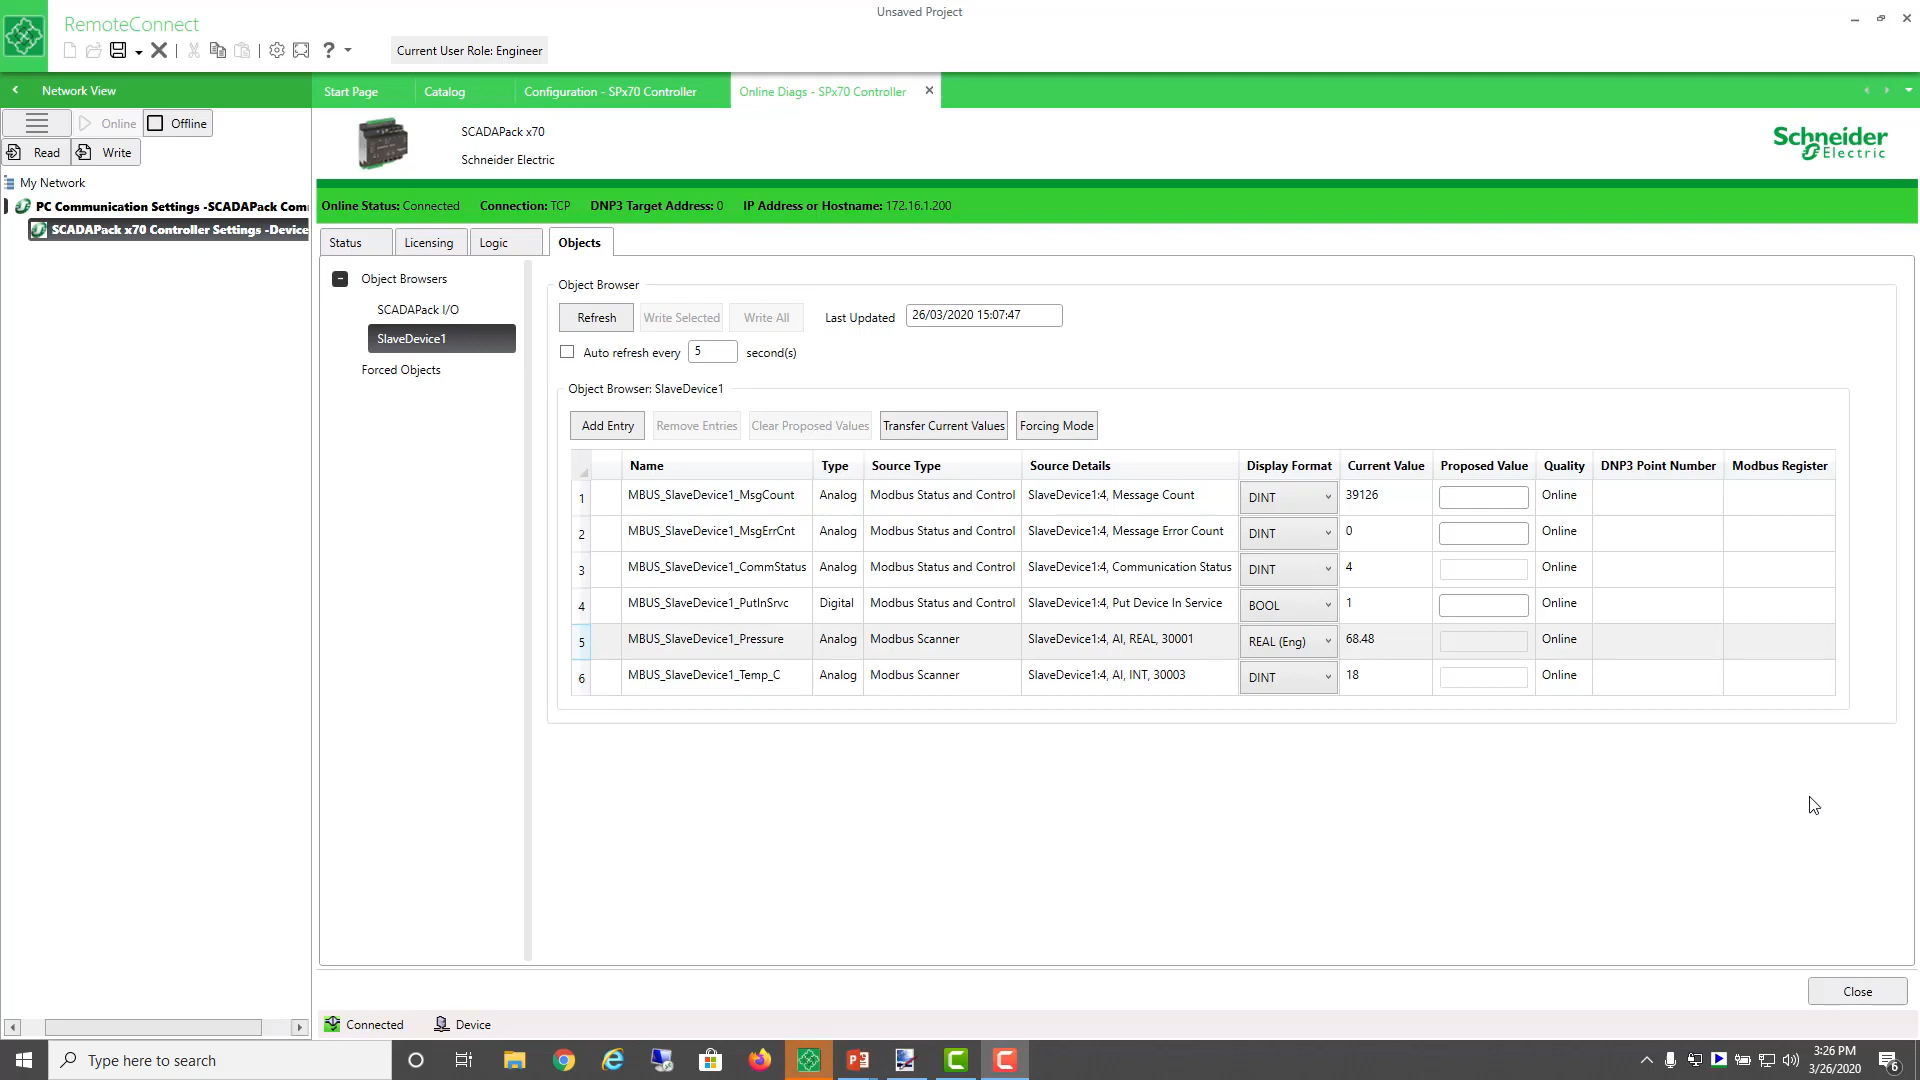 Unsaved Project
RemoteConnect
Current User Role: Engineer
Network View
Start Page
Catalog
Configuration - SPx70 Controller
Online Diags - SPx70 Controller
Online
Offline
Read
Write
My Network
PC Communication Settings -SCADAPack Com
SCADAPack x70 Controller Settings -Device
SCADAPack x70
Schneider Electric
Schneider
Electric
Online Status: Connected Connection: TCP DNP3 Target Address: 0 IP Address or Hostname: 172.16.1.200
Status
Licensing
Logic
Objects
Object Browsers
SCADAPack I/O
SlaveDevice1
Forced Objects
Object Browser
Refresh
Write Selected
Write All
Last Updated
26/03/2020 15:07:47
Auto refresh every 5 second(s)
Object Browser: SlaveDevice1
Add Entry
Remove Entries
Clear Proposed Values
Transfer Current Values
Forcing Mode
Name Type Source Type Source Details Display Format Current Value Proposed Value Quality DNP3 Point Number Modbus Register
1 MBUS_SlaveDevice1_MsgCount Analog Modbus Status and Control SlaveDevice1:4, Message Count DINT 39126 Online
2 MBUS_SlaveDevice1_MsgErrCnt Analog Modbus Status and Control SlaveDevice1:4, Message Error Count DINT 0 Online
3 MBUS_SlaveDevice1_CommStatus Analog Modbus Status and Control SlaveDevice1:4, Communication Status DINT 4 Online
4 MBUS_SlaveDevice1_PutInSrvc Digital Modbus Status and Control SlaveDevice1:4, Put Device In Service BOOL 1 Online
5 MBUS_SlaveDevice1_Pressure Analog Modbus Scanner SlaveDevice1:4, AI, REAL, 30001 REAL (Eng) 68.48 Online
6 MBUS_SlaveDevice1_Temp_C Analog Modbus Scanner SlaveDevice1:4, AI, INT, 30003 DINT 18 Online
Close
Connected
Device
Type here to search
3:26 PM
3/26/2020
6